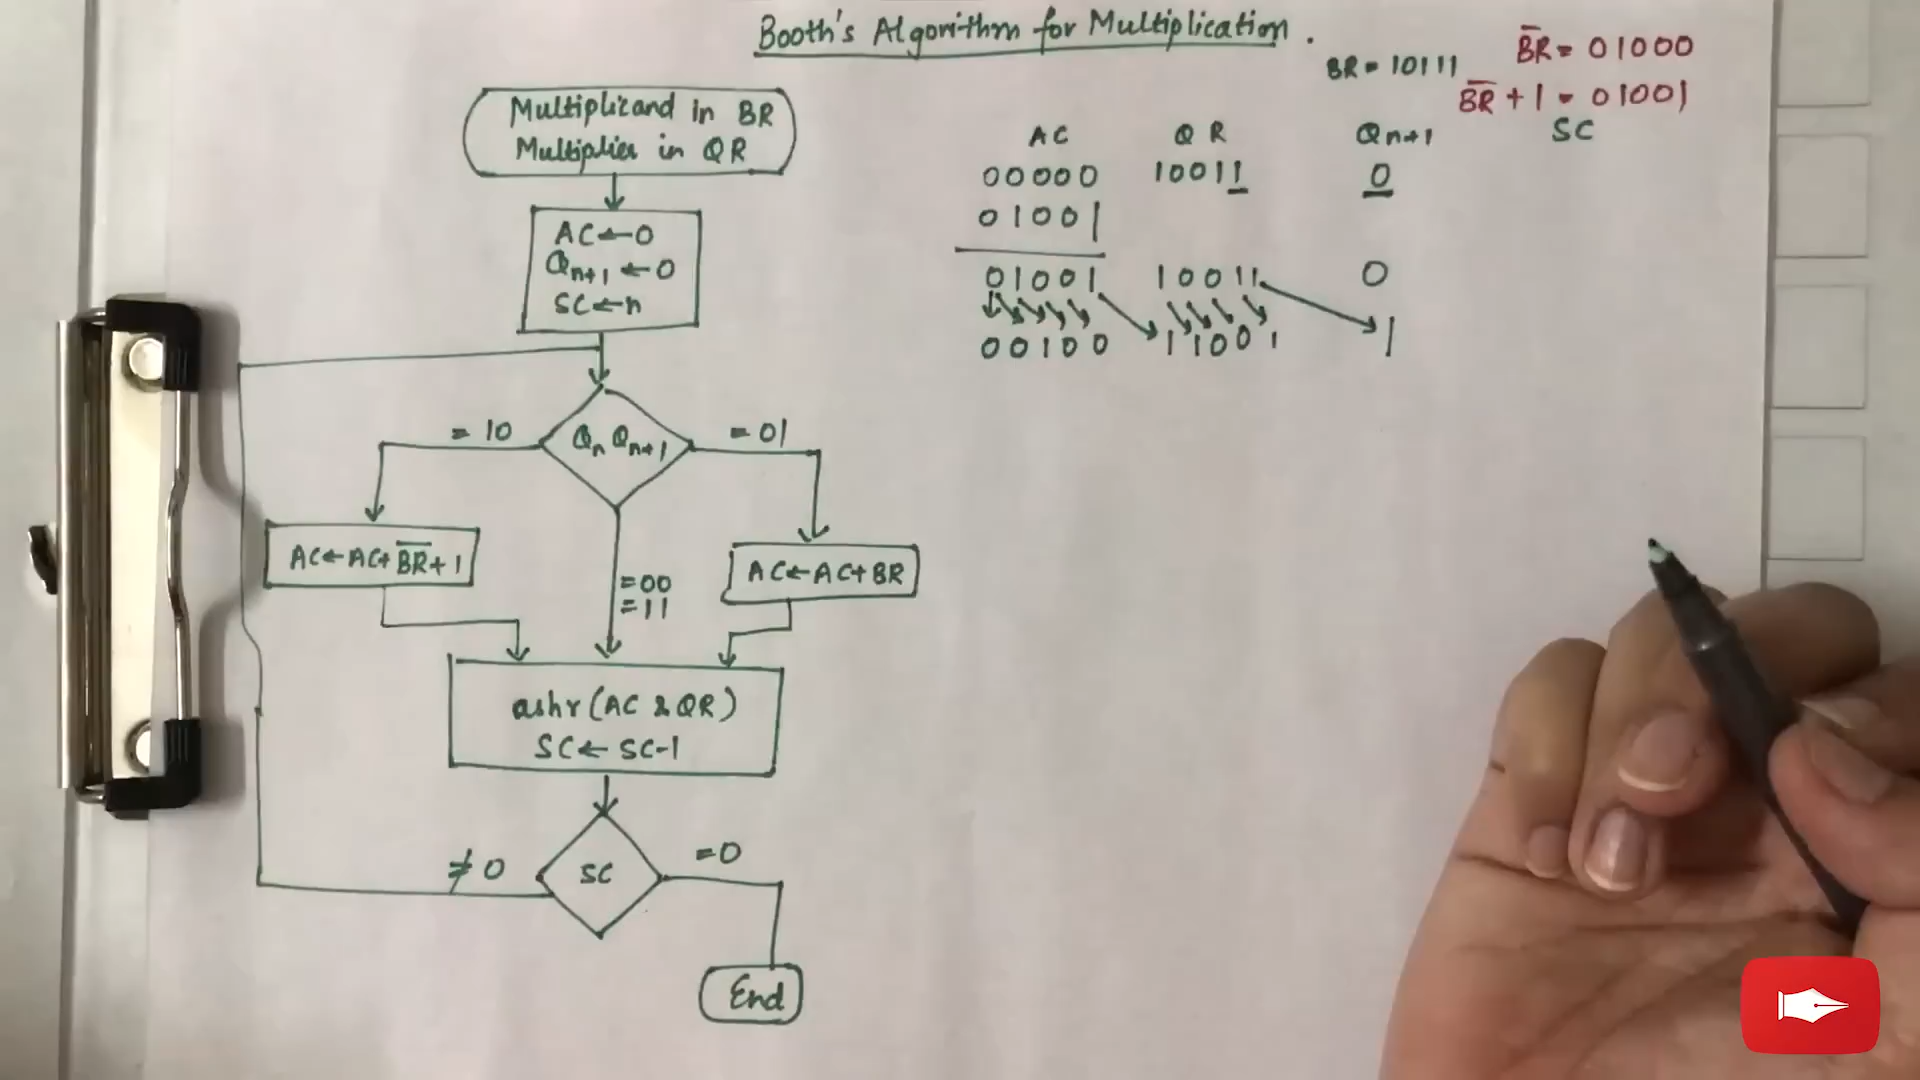 Booth's Algorithm for Multiplication.
BR = 10111
B̅R̅ = 01000
B̅R̅ + 1 = 01001
Multiplicand in BR
Multiplier in QR
AC ← 0
Qn+1 ← 0
SC ← n
Qn Qn+1
= 10
= 01
AC ← AC + B̅R̅ + 1
=00
=11
AC ← AC + BR
ashr (AC & QR)
SC ← SC-1
SC
≠ 0
=0
End
AC QR Qn+1 SC
00000 10011 0
01001
01001 10011 0
00100 11001 1